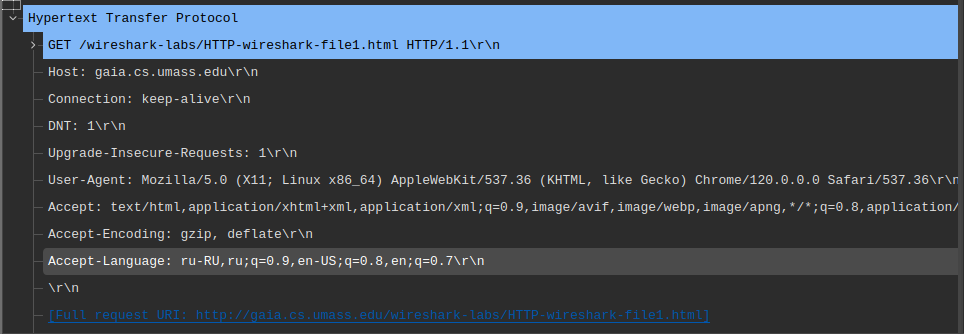 Hypertext Transfer Protocol
GET /wireshark-labs/HTTP-wireshark-file1.html HTTP/1.1\r\n
Host: gaia.cs.umass.edu\r\n
Connection: keep-alive\r\n
DNT: 1\r\n
Upgrade-Insecure-Requests: 1\r\n
User-Agent: Mozilla/5.0 (X11; Linux x86_64) AppleWebKit/537.36 (KHTML, like Gecko) Chrome/120.0.0.0 Safari/537.36\r\n
Accept: text/html,application/xhtml+xml,application/xml;q=0.9,image/avif,image/webp,image/apng,*/*;q=0.8,application/
Accept-Encoding: gzip, deflate\r\n
Accept-Language: ru-RU,ru;q=0.9,en-US;q=0.8,en;q=0.7\r\n
\r\n
[Full request URI: http://gaia.cs.umass.edu/wireshark-labs/HTTP-wireshark-file1.html]